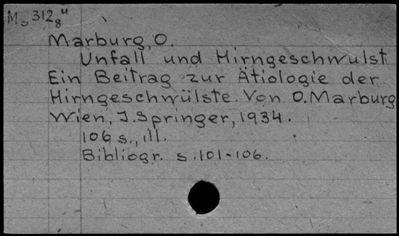 Mo 312 8 u
Marburg, O.
Unfall und Hirngeschwulst
Ein Beitrag zur Ätiologie der
Hirngeschwülste. Von O. Marburg
Wien, J. Springer, 1934.
106 s., ill.
Bibliogr. s. 101-106.